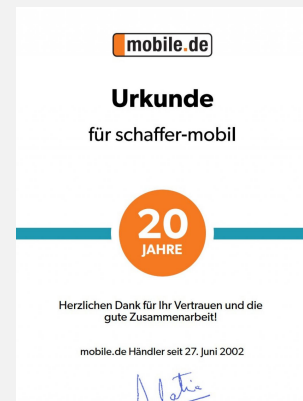 mobile.de
Urkunde
für schaffer-mobil
20
JAHRE
Herzlichen Dank für Ihr Vertrauen und die
gute Zusammenarbeit!
mobile.de Händler seit 27. Juni 2002